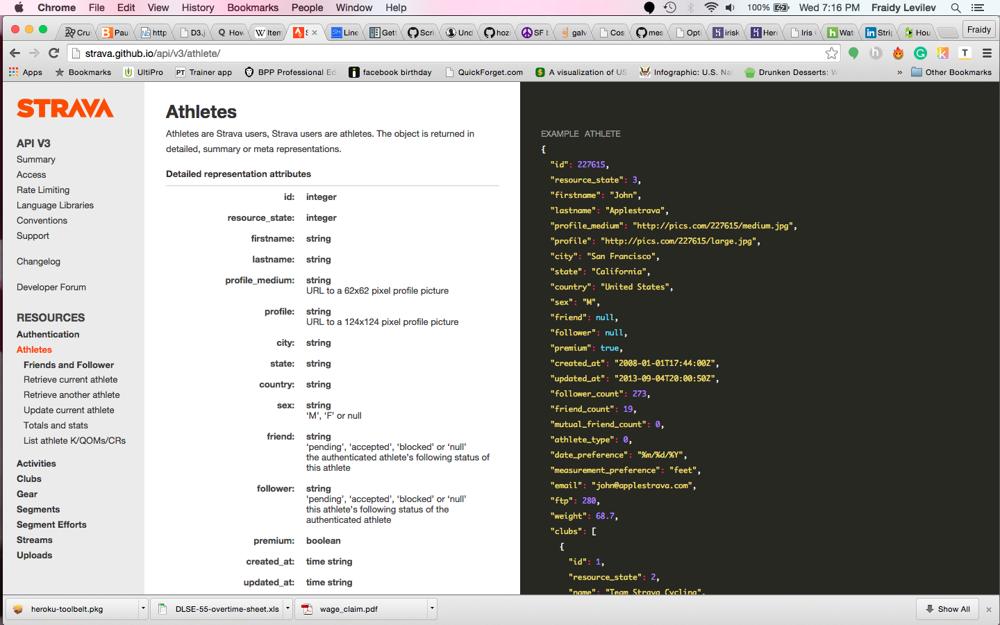 Chrome File Edit View History Bookmarks People Window Help 100% Wed 7:16 PM Fraidy Levilev
Cru Pau http D3.j How Item S Line Gett Scri Und hoz SF b galv Cos mes Opti irisk Her Iris Wat Strip Hou Fraidy
strava.github.io/api/v3/athlete/
Apps Bookmarks UltiPro Trainer app BPP Professional Ed facebook birthday QuickForget.com A visualization of US Infographic: U.S. Na Drunken Desserts: W » Other Bookmarks
STRAVA
API V3
Summary
Access
Rate Limiting
Language Libraries
Conventions
Support
Changelog
Developer Forum
RESOURCES
Authentication
Athletes
Friends and Follower
Retrieve current athlete
Retrieve another athlete
Update current athlete
Totals and stats
List athlete K/QOMs/CRs
Activities
Clubs
Gear
Segments
Segment Efforts
Streams
Uploads
Athletes
Athletes are Strava users, Strava users are athletes. The object is returned in
detailed, summary or meta representations.
Detailed representation attributes
id: integer
resource_state: integer
firstname: string
lastname: string
profile_medium: string
URL to a 62x62 pixel profile picture
profile: string
URL to a 124x124 pixel profile picture
city: string
state: string
country: string
sex: string
‘M’, ‘F’ or null
friend: string
‘pending’, ‘accepted’, ‘blocked’ or ‘null’
the authenticated athlete’s following status of
this athlete
follower: string
‘pending’, ‘accepted’, ‘blocked’ or ‘null’
this athlete’s following status of the
authenticated athlete
premium: boolean
created_at: time string
updated_at: time string
EXAMPLE ATHLETE
{
"id": 227615,
"resource_state": 3,
"firstname": "John",
"lastname": "Applestrava",
"profile_medium": "http://pics.com/227615/medium.jpg",
"profile": "http://pics.com/227615/large.jpg",
"city": "San Francisco",
"state": "California",
"country": "United States",
"sex": "M",
"friend": null,
"follower": null,
"premium": true,
"created_at": "2008-01-01T17:44:00Z",
"updated_at": "2013-09-04T20:00:50Z",
"follower_count": 273,
"friend_count": 19,
"mutual_friend_count": 0,
"athlete_type": 0,
"date_preference": "%m/%d/%Y",
"measurement_preference": "feet",
"email": "john@applestrava.com",
"ftp": 280,
"weight": 68.7,
"clubs": [
{
"id": 1,
"resource_state": 2,
"name": "Team Strava Cycling",
heroku-toolbelt.pkg DLSE-55-overtime-sheet.xls wage_claim.pdf Show All